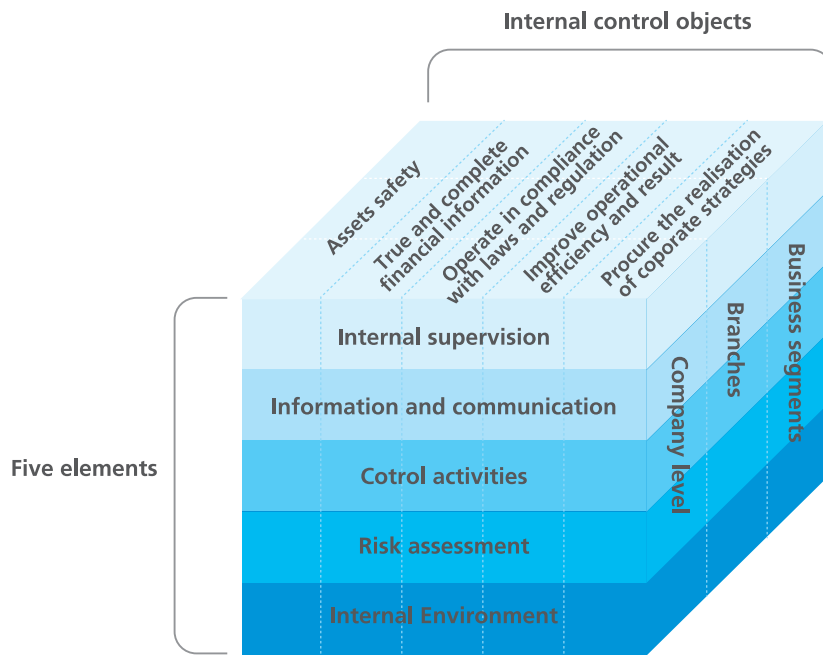 Internal control objects
Assets safety
True and complete
financial information
Operate in compliance
with laws and regulation
Improve operational
efficiency and result
Procure the realisation
of coporate strategies
Five elements
Internal supervision
Information and communication
Cotrol activities
Risk assessment
Internal Environment
Company level
Branches
Business segments